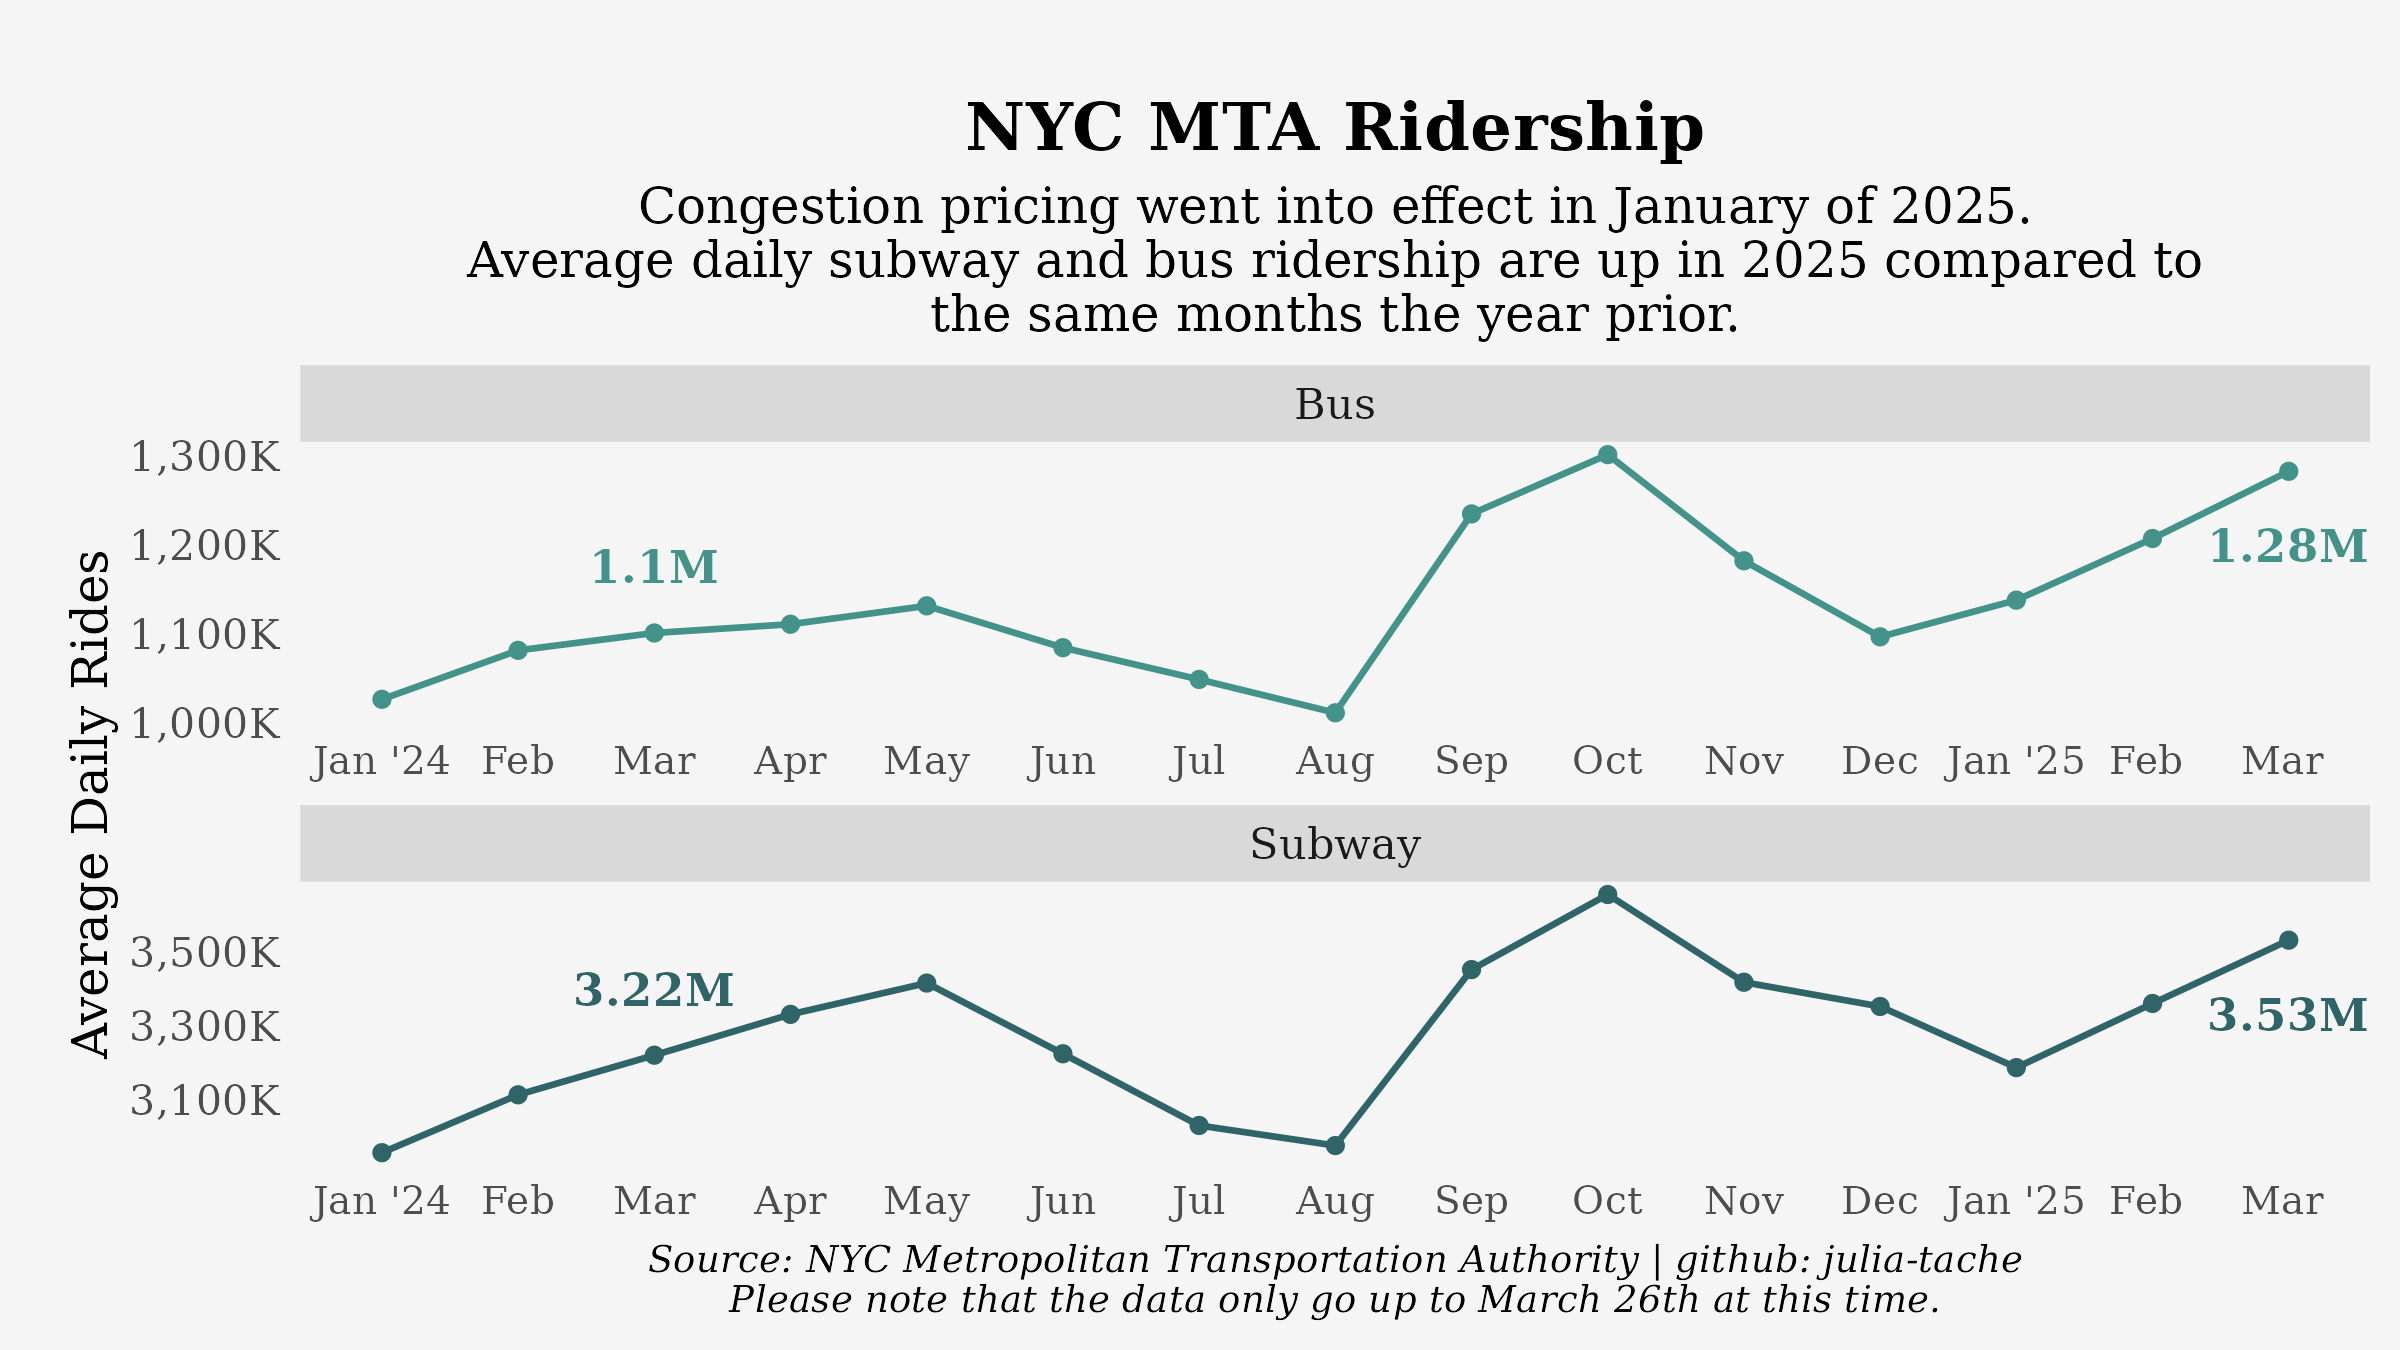 NYC MTA Ridership
Congestion pricing went into effect in January of 2025.
Average daily subway and bus ridership are up in 2025 compared to
the same months the year prior.
Average Daily Rides
Bus
1,300K
1,200K
1,100K
1,000K
1.1M
1.28M
Jan '24 Feb Mar Apr May Jun Jul Aug Sep Oct Nov Dec Jan '25 Feb Mar
Subway
3,500K
3,300K
3,100K
3.22M
3.53M
Jan '24 Feb Mar Apr May Jun Jul Aug Sep Oct Nov Dec Jan '25 Feb Mar
Source: NYC Metropolitan Transportation Authority | github: julia-tache
Please note that the data only go up to March 26th at this time.